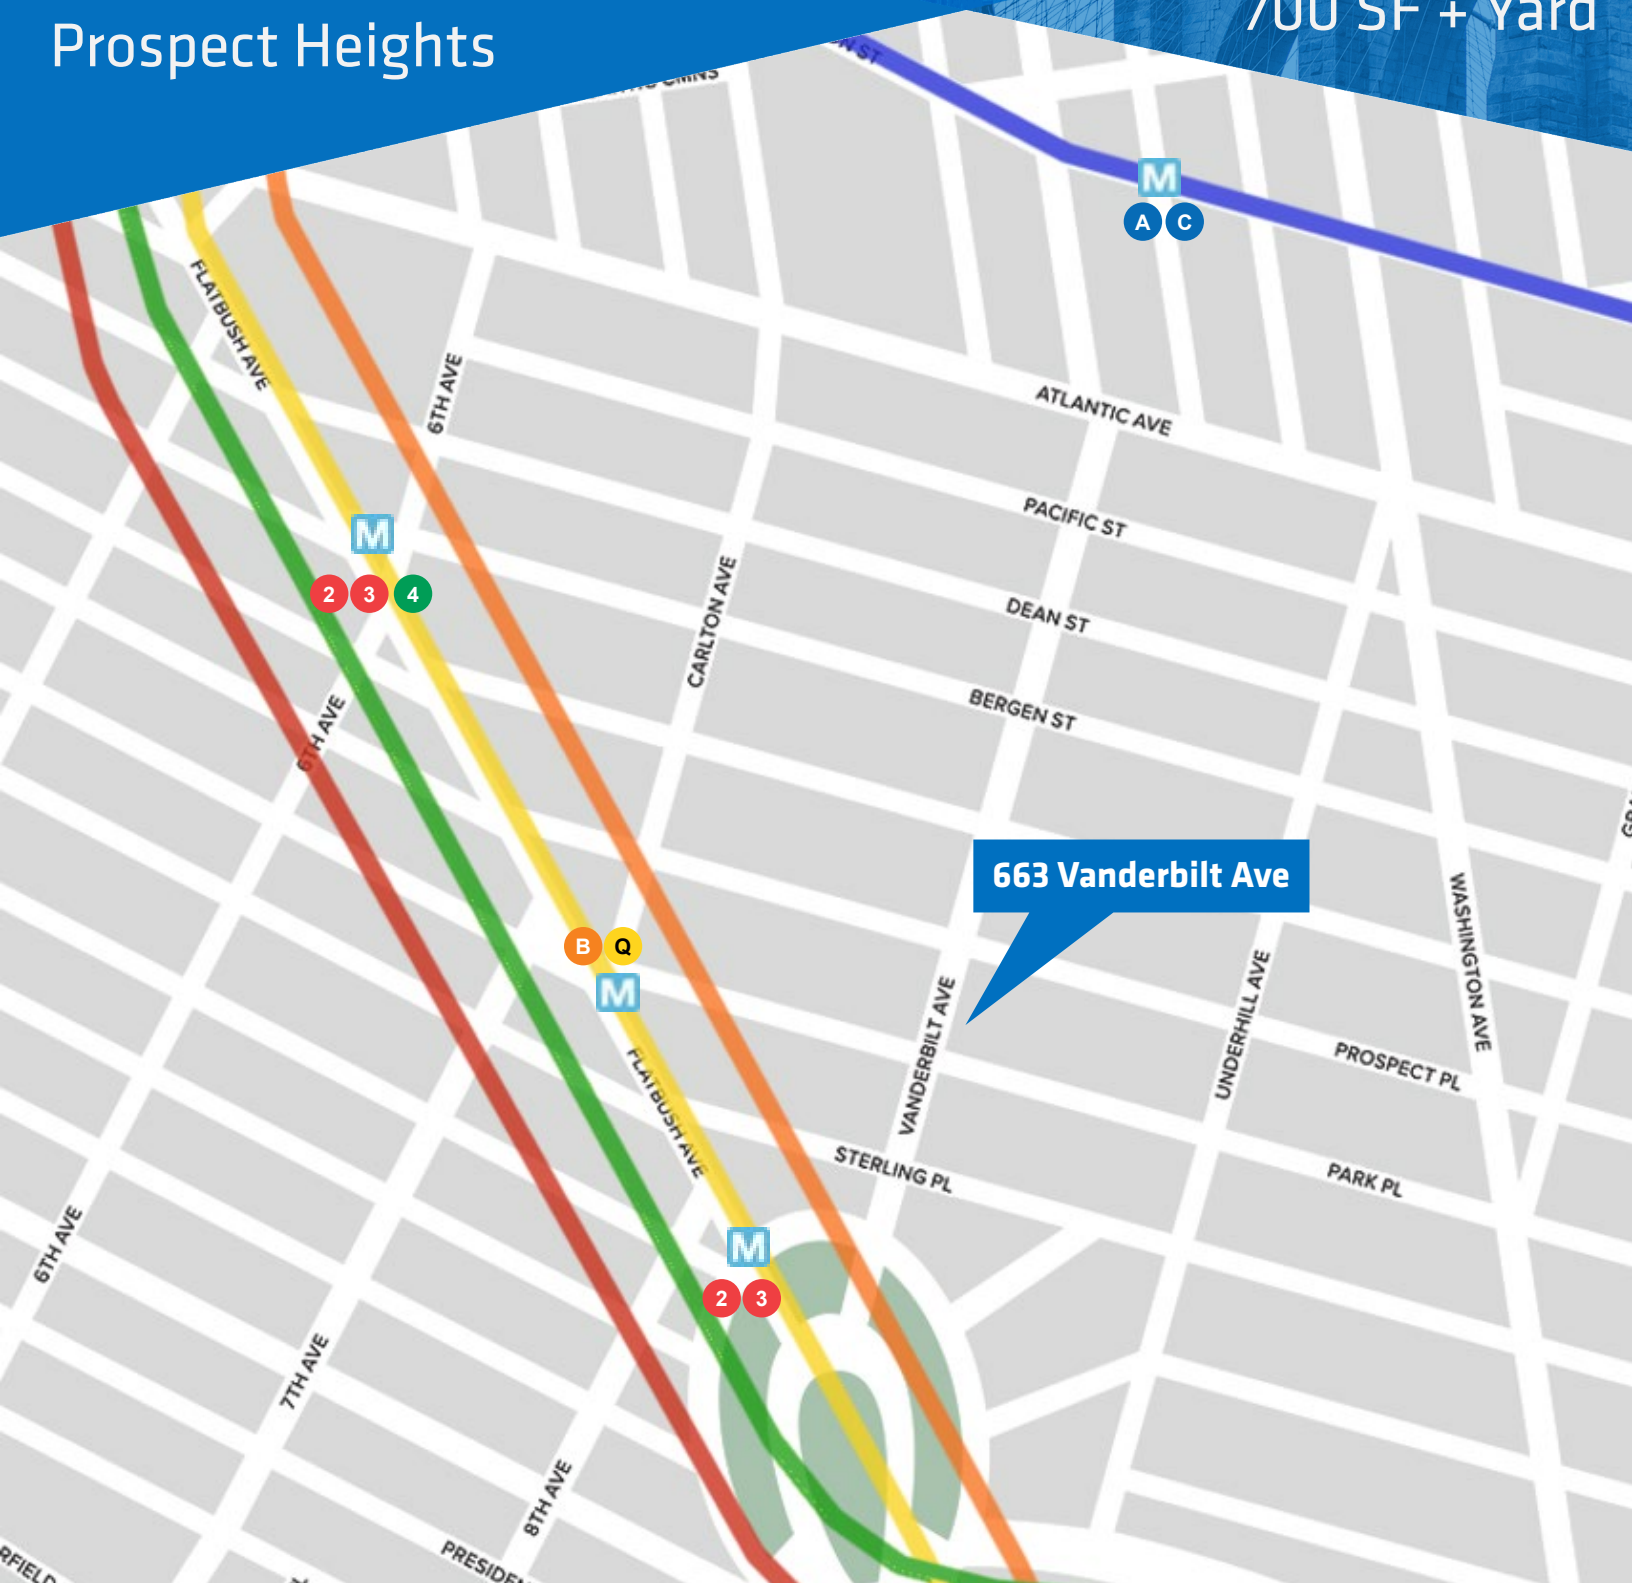 Prospect Heights
700 SF + Yard
M
A C
FLATBUSH AVE
6TH AVE
ATLANTIC AVE
PACIFIC ST
M
2 3 4
CARLTON AVE
DEAN ST
BERGEN ST
6TH AVE
663 Vanderbilt Ave
WASHINGTON AVE
B Q
M
VANDERBILT AVE
UNDERHILL AVE
PROSPECT PL
FLATBUSH AVE
STERLING PL
PARK PL
6TH AVE
M
2 3
7TH AVE
8TH AVE